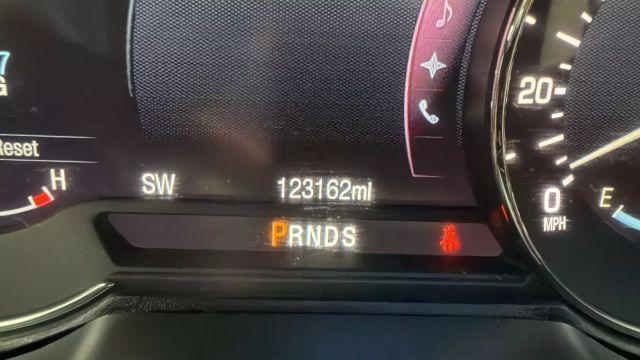 Reset
H
SW
123162mi
PRNDS
20
0
MPH
E